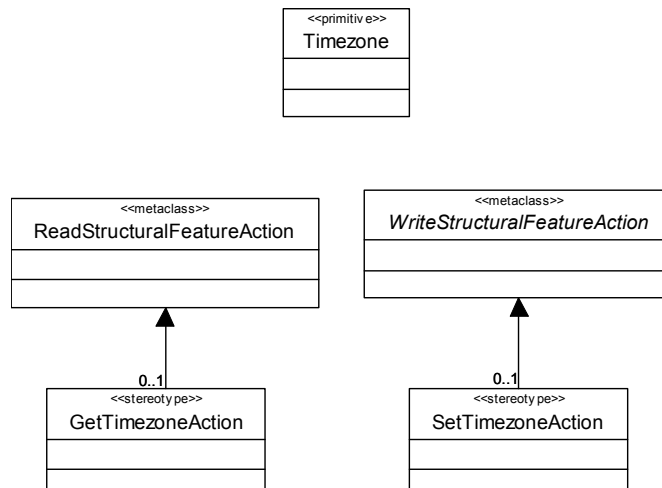 <<primitive>>
Timezone
<<metaclass>>
ReadStructuralFeatureAction
<<metaclass>>
WriteStructuralFeatureAction
0..1
0..1
<<stereotype>>
GetTimezoneAction
<<stereotype>>
SetTimezoneAction